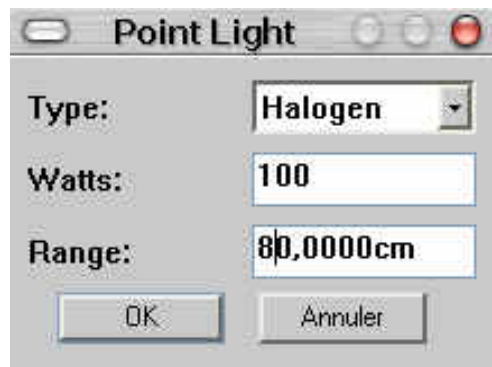 Point Light
Type: Halogen
Watts: 100
Range: 80,0000cm
OK Annuler